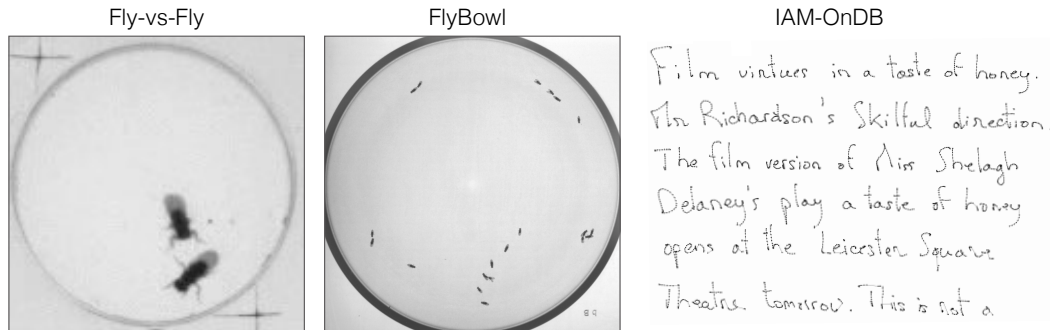 Fly-vs-Fly
FlyBowl
IAM-OnDB
Film virtues in a taste of honey.
Mr Richardson's Skilful direction
The film version of Miss Shelagh
Delaney's play a taste of honey
opens at the Leicester Square
Theatre tomorrow. This is not a